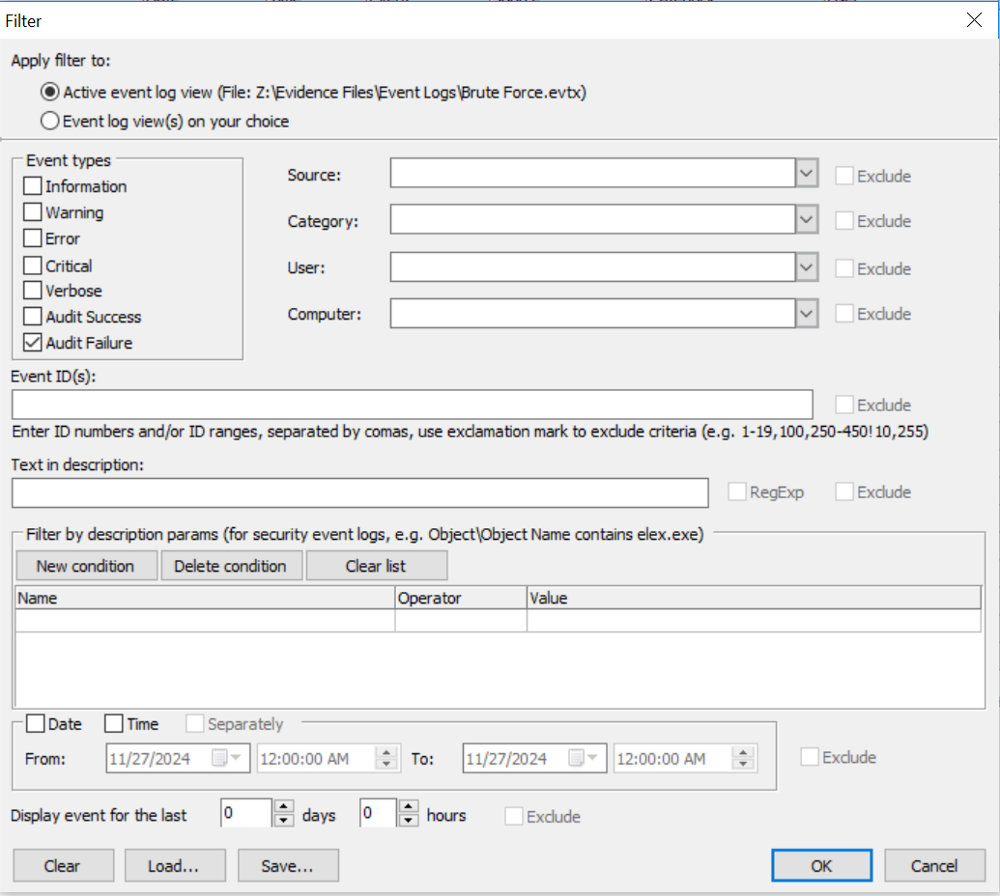 Filter
Apply filter to:
Active event log view (File: Z:\Evidence Files\Event Logs\Brute Force.evtx)
Event log view(s) on your choice
Event types
Information
Warning
Error
Critical
Verbose
Audit Success
Audit Failure
Source:
Exclude
Category:
Exclude
User:
Exclude
Computer:
Exclude
Event ID(s):
Exclude
Enter ID numbers and/or ID ranges, separated by comas, use exclamation mark to exclude criteria (e.g. 1-19,100,250-450!10,255)
Text in description:
RegExp Exclude
Filter by description params (for security event logs, e.g. Object\Object Name contains elex.exe)
New condition Delete condition Clear list
Name Operator Value
Date Time Separately
From: 11/27/2024 12:00:00 AM To: 11/27/2024 12:00:00 AM Exclude
Display event for the last 0 days 0 hours Exclude
Clear Load... Save... OK Cancel